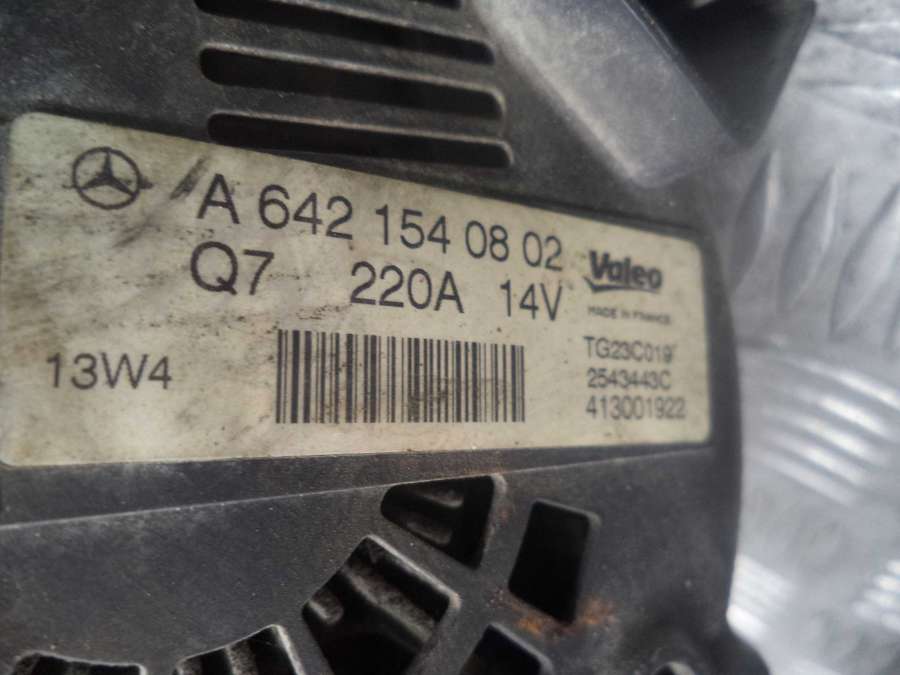 A 642 154 08 02
Q7 220A 14V
Valeo
MADE IN FRANCE
13W4
TG23C019
2543443C
413001922